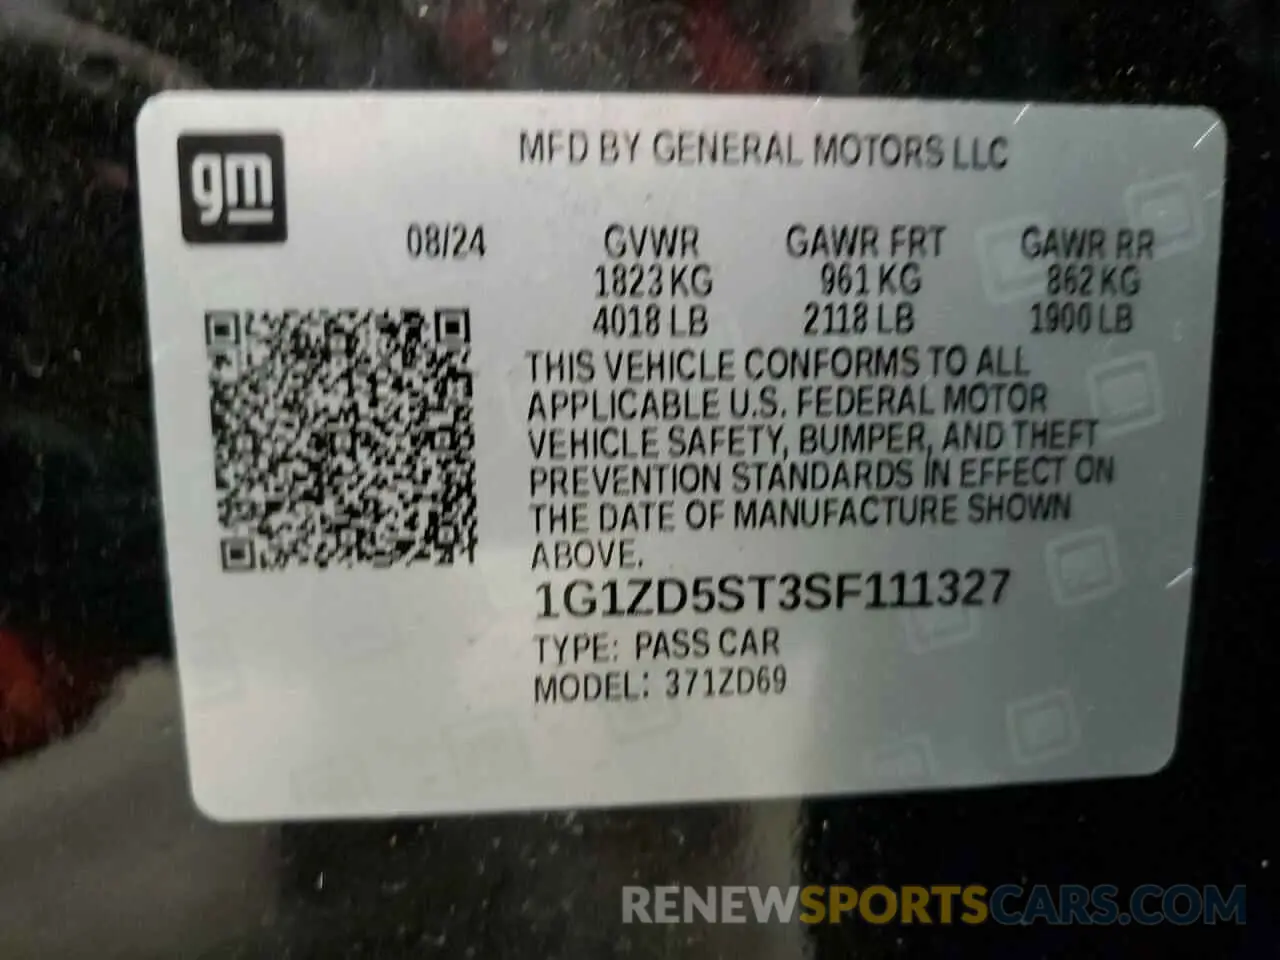 gm
MFD BY GENERAL MOTORS LLC
08/24 GVWR GAWR FRT GAWR RR
1823 KG 961 KG 862 KG
4018 LB 2118 LB 1900 LB
THIS VEHICLE CONFORMS TO ALL
APPLICABLE U.S. FEDERAL MOTOR
VEHICLE SAFETY, BUMPER, AND THEFT
PREVENTION STANDARDS IN EFFECT ON
THE DATE OF MANUFACTURE SHOWN
ABOVE.
1G1ZD5ST3SF111327
TYPE: PASS CAR
MODEL: 371ZD69
RENEWSPORTSCARS.COM